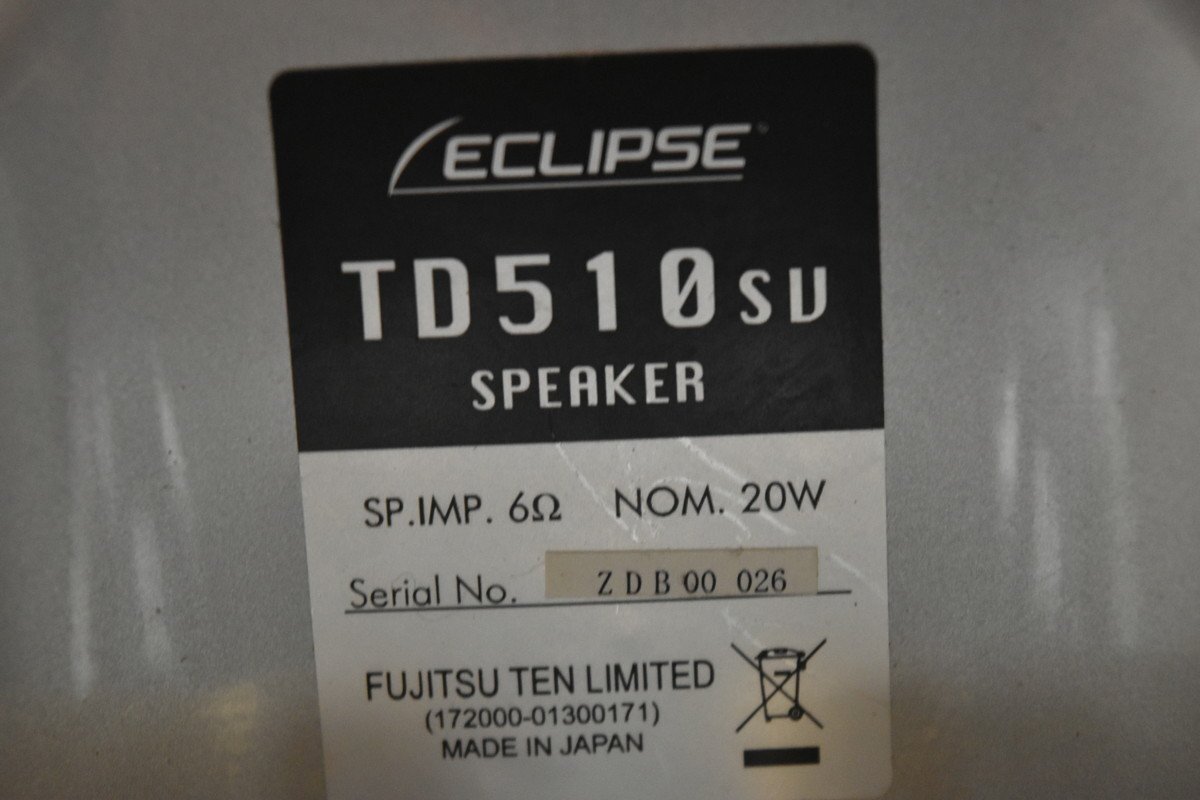 ECLIPSE
TD510SV
SPEAKER
SP.IMP. 6Ω NOM. 20W
Serial No. ZDB00 026
FUJITSU TEN LIMITED
(172000-01300171)
MADE IN JAPAN